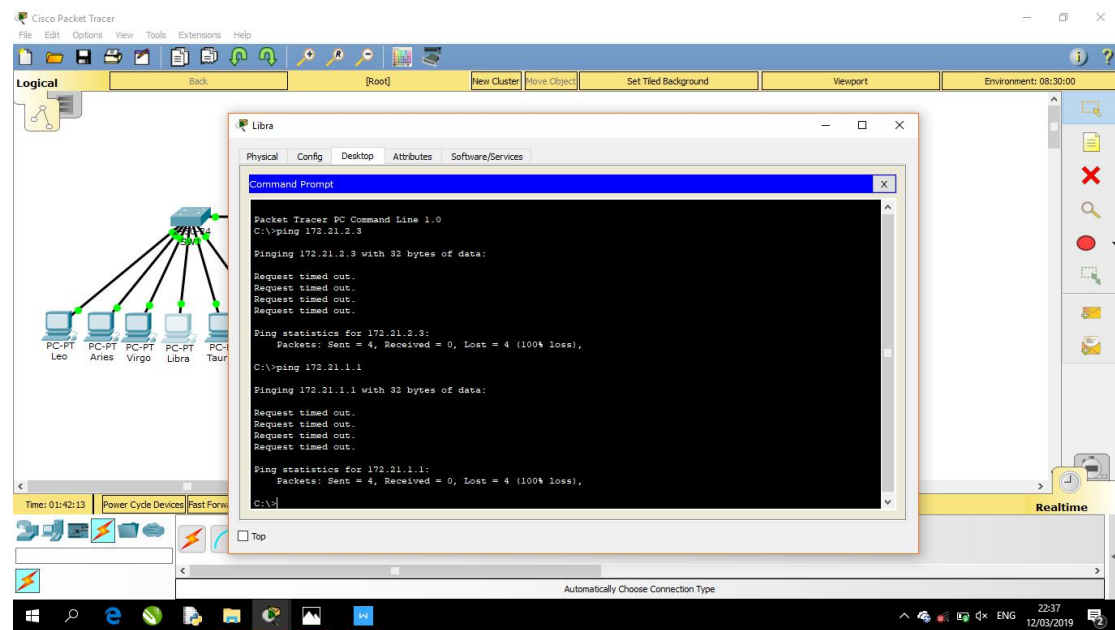 Cisco Packet Tracer
File Edit Options View Tools Extensions Help
Logical Back [Root] New Cluster Move Object Set Tiled Background Viewport Environment: 08:30:00
Libra
Physical Config Desktop Attributes Software/Services
Command Prompt X
Packet Tracer PC Command Line 1.0
C:\>ping 172.21.2.3
Pinging 172.21.2.3 with 32 bytes of data:
Request timed out.
Request timed out.
Request timed out.
Request timed out.
Ping statistics for 172.21.2.3:
Packets: Sent = 4, Received = 0, Lost = 4 (100% loss),
C:\>ping 172.21.1.1
Pinging 172.21.1.1 with 32 bytes of data:
Request timed out.
Request timed out.
Request timed out.
Request timed out.
Ping statistics for 172.21.1.1:
Packets: Sent = 4, Received = 0, Lost = 4 (100% loss),
C:\>
Top
PC-PT PC-PT PC-PT PC-PT
Leo Aries Virgo Libra
Time: 01:42:13 Power Cycle Devices Realtime
Automatically Choose Connection Type
ENG 22:37
12/03/2019